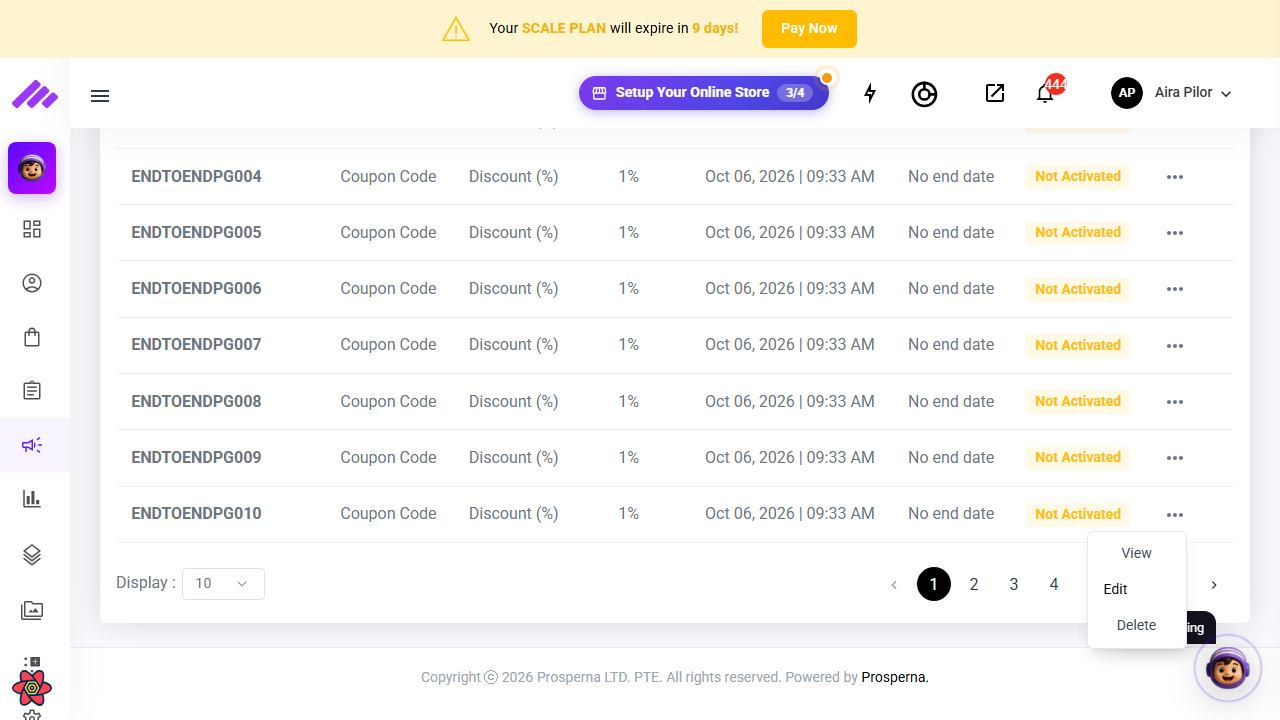 Your SCALE PLAN will expire in 9 days! Pay Now
Setup Your Online Store 3/4
444
AP Aira Pilor
ENDTOENDPG004 Coupon Code Discount (%) 1% Oct 06, 2026 | 09:33 AM No end date Not Activated
ENDTOENDPG005 Coupon Code Discount (%) 1% Oct 06, 2026 | 09:33 AM No end date Not Activated
ENDTOENDPG006 Coupon Code Discount (%) 1% Oct 06, 2026 | 09:33 AM No end date Not Activated
ENDTOENDPG007 Coupon Code Discount (%) 1% Oct 06, 2026 | 09:33 AM No end date Not Activated
ENDTOENDPG008 Coupon Code Discount (%) 1% Oct 06, 2026 | 09:33 AM No end date Not Activated
ENDTOENDPG009 Coupon Code Discount (%) 1% Oct 06, 2026 | 09:33 AM No end date Not Activated
ENDTOENDPG010 Coupon Code Discount (%) 1% Oct 06, 2026 | 09:33 AM No end date Not Activated
View
Edit
Delete
Display : 10
1 2 3 4
ing
Copyright © 2026 Prosperna LTD. PTE. All rights reserved. Powered by Prosperna.